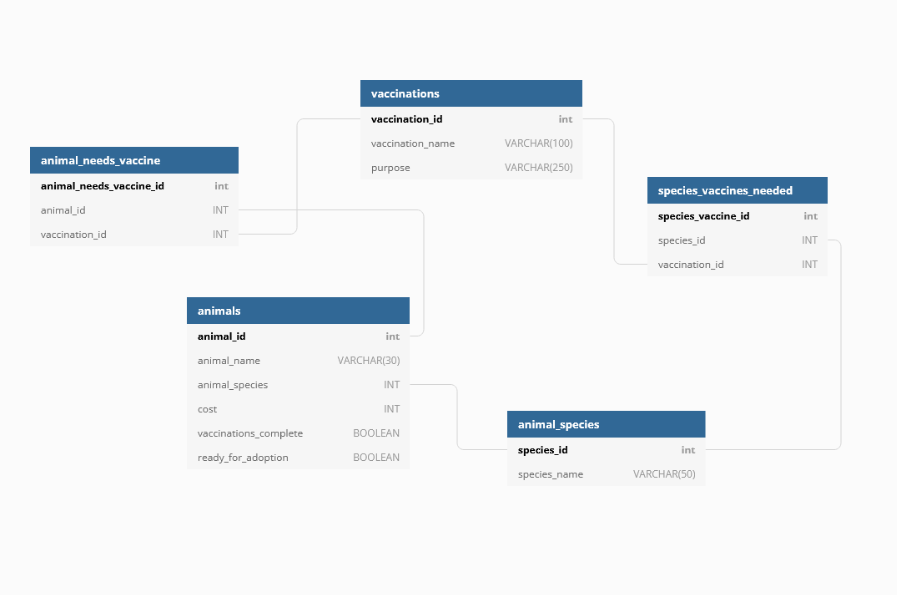 vaccinations
vaccination_id int
vaccination_name VARCHAR(100)
purpose VARCHAR(250)
animal_needs_vaccine
animal_needs_vaccine_id int
animal_id INT
vaccination_id INT
species_vaccines_needed
species_vaccine_id int
species_id INT
vaccination_id INT
animals
animal_id int
animal_name VARCHAR(30)
animal_species INT
cost INT
vaccinations_complete BOOLEAN
ready_for_adoption BOOLEAN
animal_species
species_id int
species_name VARCHAR(50)